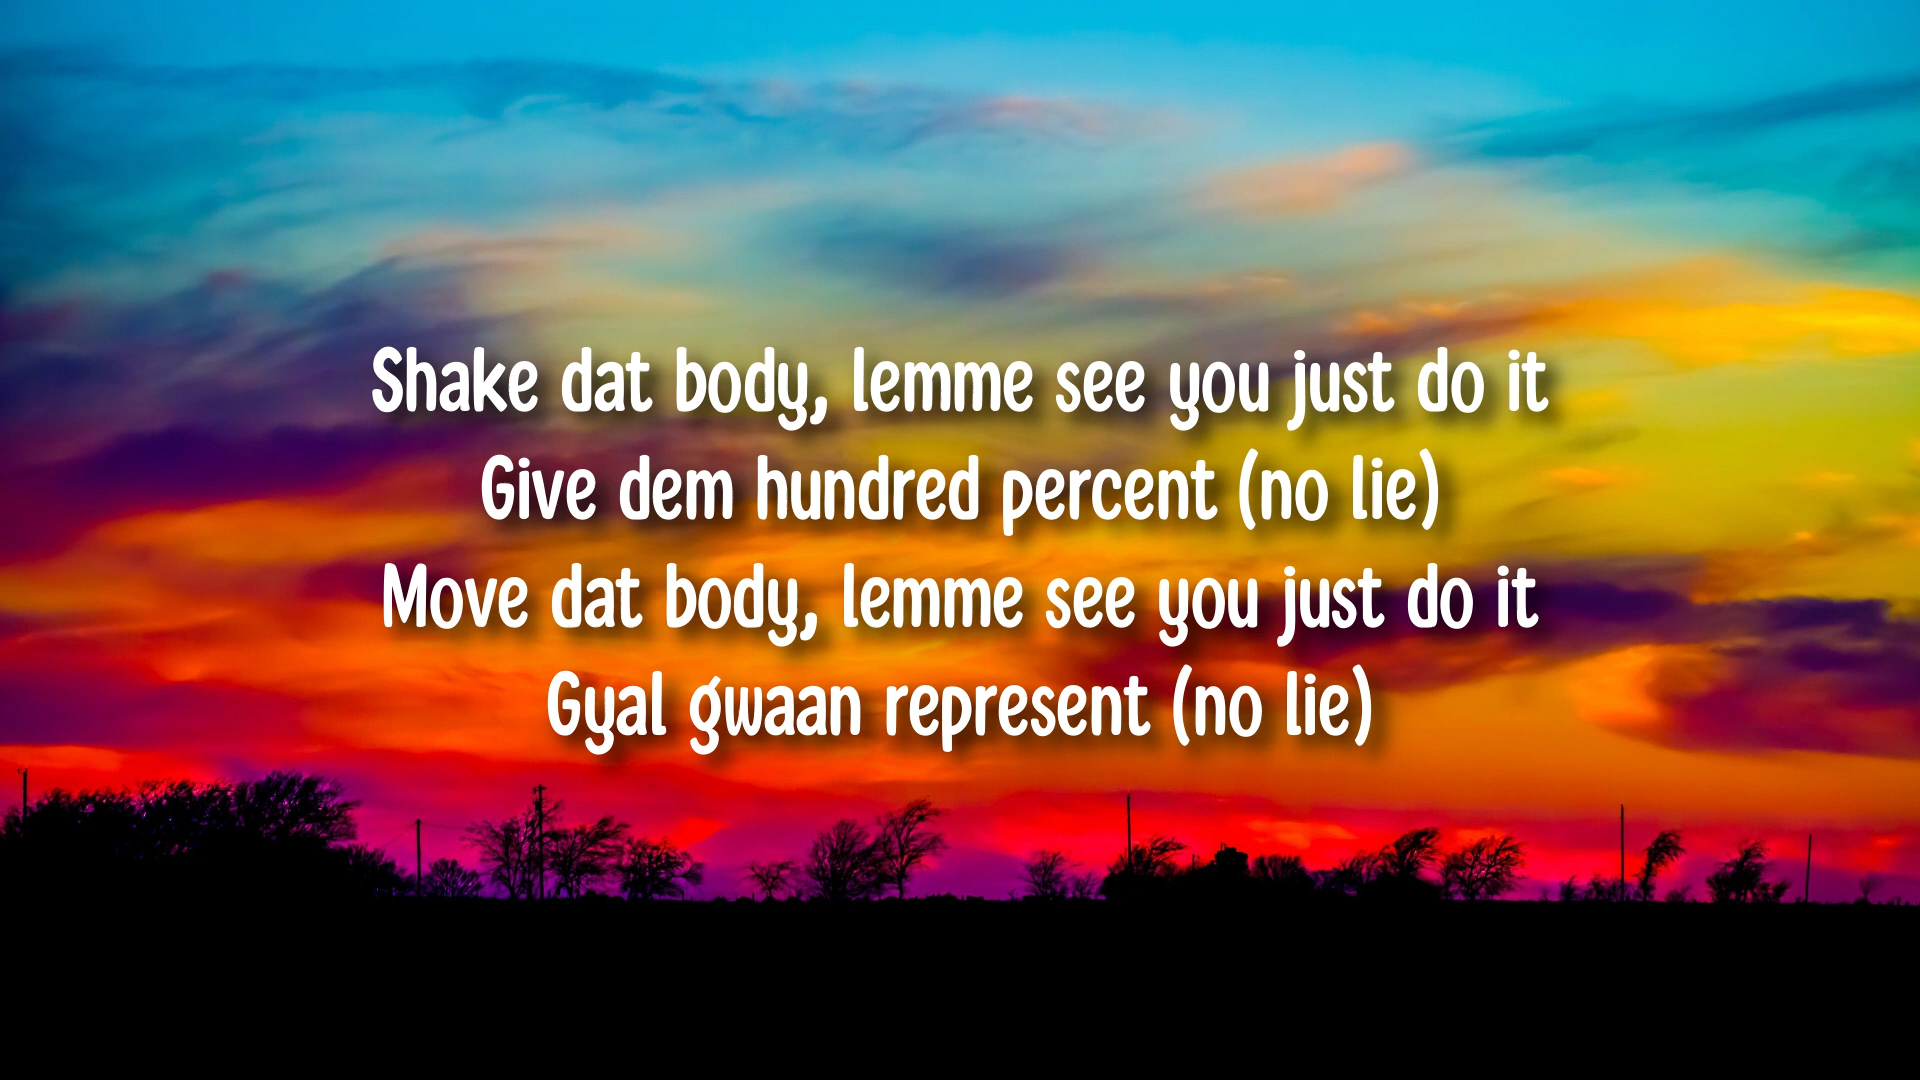 Shake dat body, lemme see you just do it
Give dem hundred percent (no lie)
Move dat body, lemme see you just do it
Gyal gwaan represent (no lie)